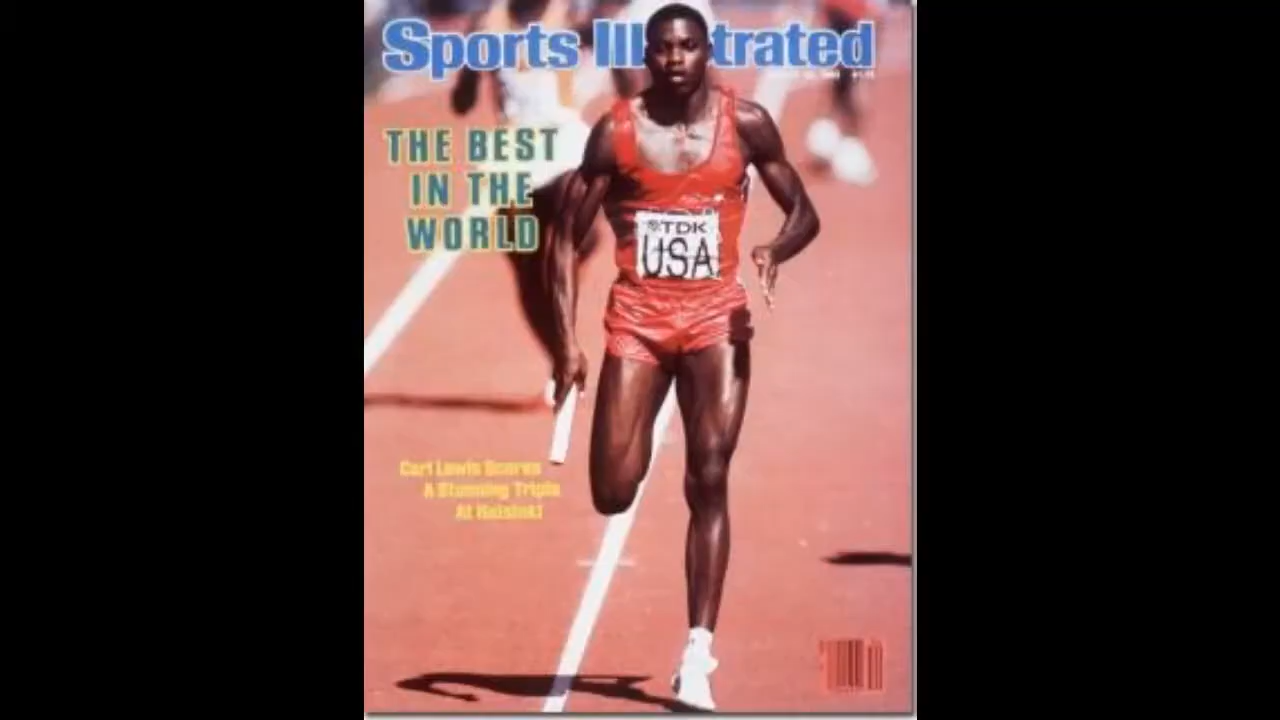 Sports Illustrated
THE BEST
IN THE
WORLD
TDK
USA
Carl Lewis Scores
A Stunning Triple
At Helsinki